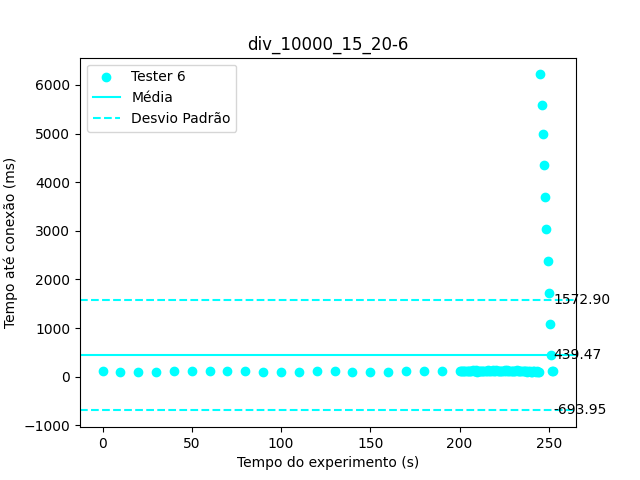 div_10000_15_20-6
Tester 6
Média
Desvio Padrão
6000
5000
4000
3000
2000
1000
0
−1000
1572.90
439.47
-693.95
0
50
100
150
200
250
Tempo até conexão (ms)
Tempo do experimento (s)